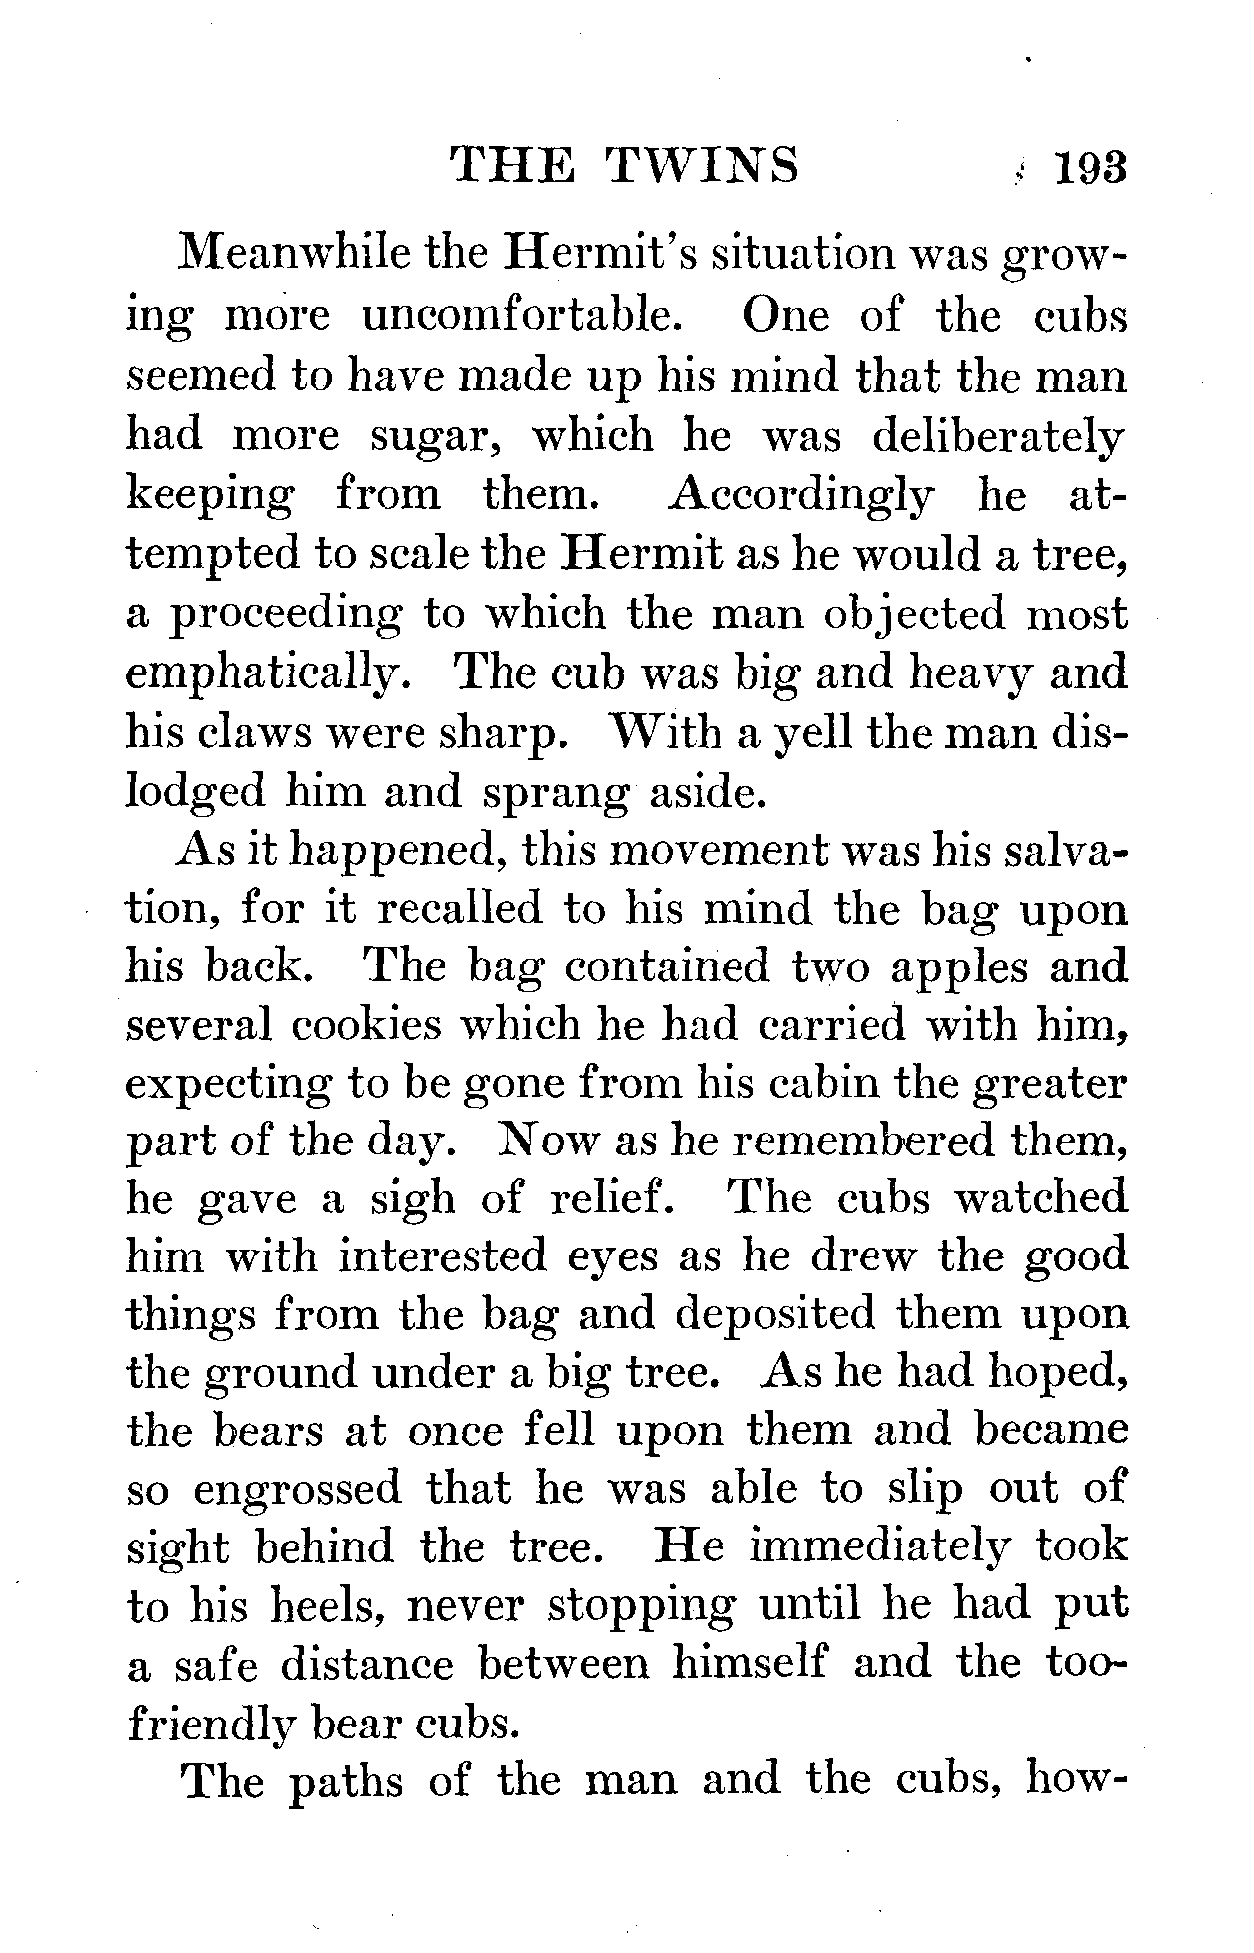 THE TWINS 193
Meanwhile the Hermit's situation was grow-
ing more uncomfortable. One of the cubs
seemed to have made up his mind that the man
had more sugar, which he was deliberately
keeping from them. Accordingly he at-
tempted to scale the Hermit as he would a tree,
a proceeding to which the man objected most
emphatically. The cub was big and heavy and
his claws were sharp. With a yell the man dis-
lodged him and sprang aside.
As it happened, this movement was his salva-
tion, for it recalled to his mind the bag upon
his back. The bag contained two apples and
several cookies which he had carried with him,
expecting to be gone from his cabin the greater
part of the day. Now as he remembered them,
he gave a sigh of relief. The cubs watched
him with interested eyes as he drew the good
things from the bag and deposited them upon
the ground under a big tree. As he had hoped,
the bears at once fell upon them and became
so engrossed that he was able to slip out of
sight behind the tree. He immediately took
to his heels, never stopping until he had put
a safe distance between himself and the too-
friendly bear cubs.
The paths of the man and the cubs, how-